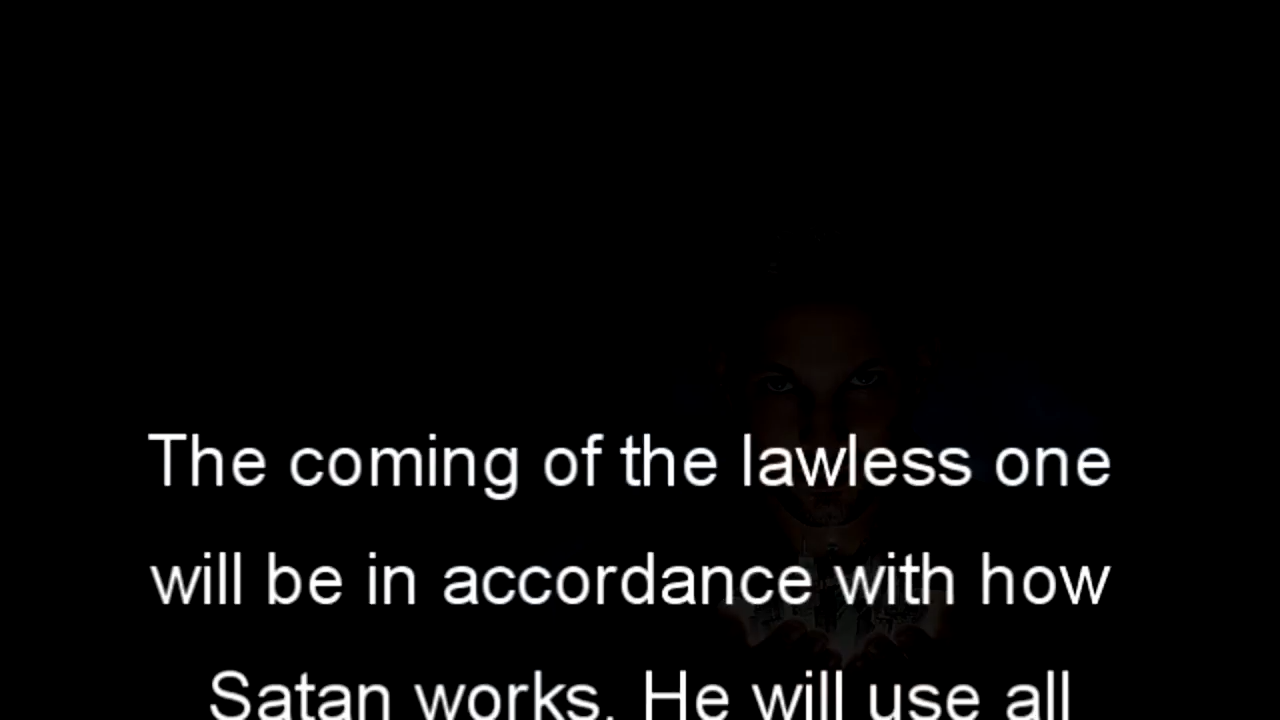 The coming of the lawless one
will be in accordance with how
Satan works. He will use all